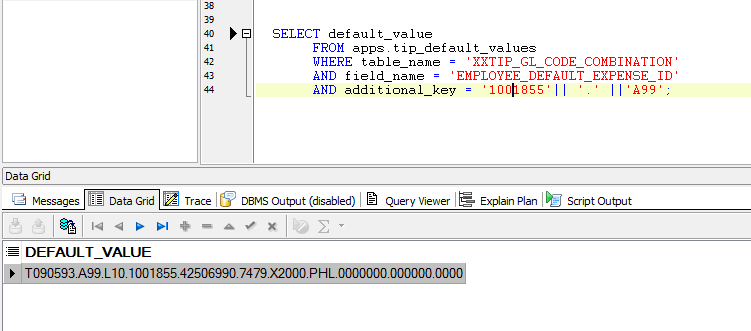 38
39
40 SELECT default_value
41 FROM apps.tip_default_values
42 WHERE table_name = 'XXTIP_GL_CODE_COMBINATION'
43 AND field_name = 'EMPLOYEE_DEFAULT_EXPENSE_ID'
44 AND additional_key = '1001855'|| '.' ||'A99';
Data Grid
Messages Data Grid Trace DBMS Output (disabled) Query Viewer Explain Plan Script Output
DEFAULT_VALUE
T090593.A99.L10.1001855.42506990.7479.X2000.PHL.0000000.000000.0000